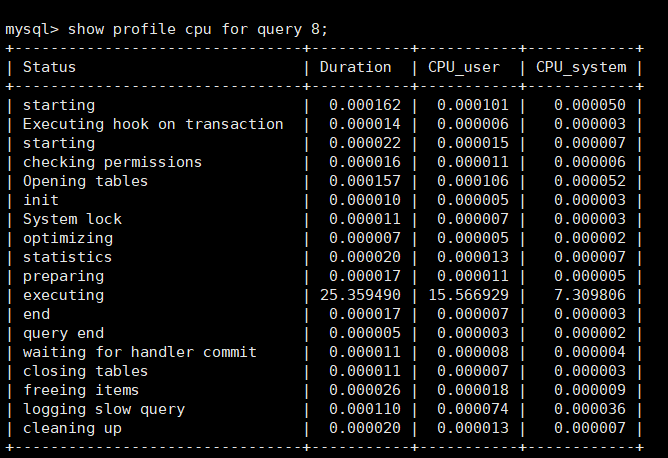 mysql> show profile cpu for query 8;
+--------------------------------+-----------+-----------+------------+
| Status                         | Duration  | CPU_user  | CPU_system |
+--------------------------------+-----------+-----------+------------+
| starting                       |  0.000162 |  0.000101 |   0.000050 |
| Executing hook on transaction  |  0.000014 |  0.000006 |   0.000003 |
| starting                       |  0.000022 |  0.000015 |   0.000007 |
| checking permissions           |  0.000016 |  0.000011 |   0.000006 |
| Opening tables                 |  0.000157 |  0.000106 |   0.000052 |
| init                           |  0.000010 |  0.000005 |   0.000003 |
| System lock                    |  0.000011 |  0.000007 |   0.000003 |
| optimizing                     |  0.000007 |  0.000005 |   0.000002 |
| statistics                     |  0.000020 |  0.000013 |   0.000007 |
| preparing                      |  0.000017 |  0.000011 |   0.000005 |
| executing                      | 25.359490 | 15.566929 |   7.309806 |
| end                            |  0.000017 |  0.000007 |   0.000003 |
| query end                      |  0.000005 |  0.000003 |   0.000002 |
| waiting for handler commit     |  0.000011 |  0.000008 |   0.000004 |
| closing tables                 |  0.000011 |  0.000007 |   0.000003 |
| freeing items                  |  0.000026 |  0.000018 |   0.000009 |
| logging slow query             |  0.000110 |  0.000074 |   0.000036 |
| cleaning up                    |  0.000020 |  0.000013 |   0.000007 |
+--------------------------------+-----------+-----------+------------+